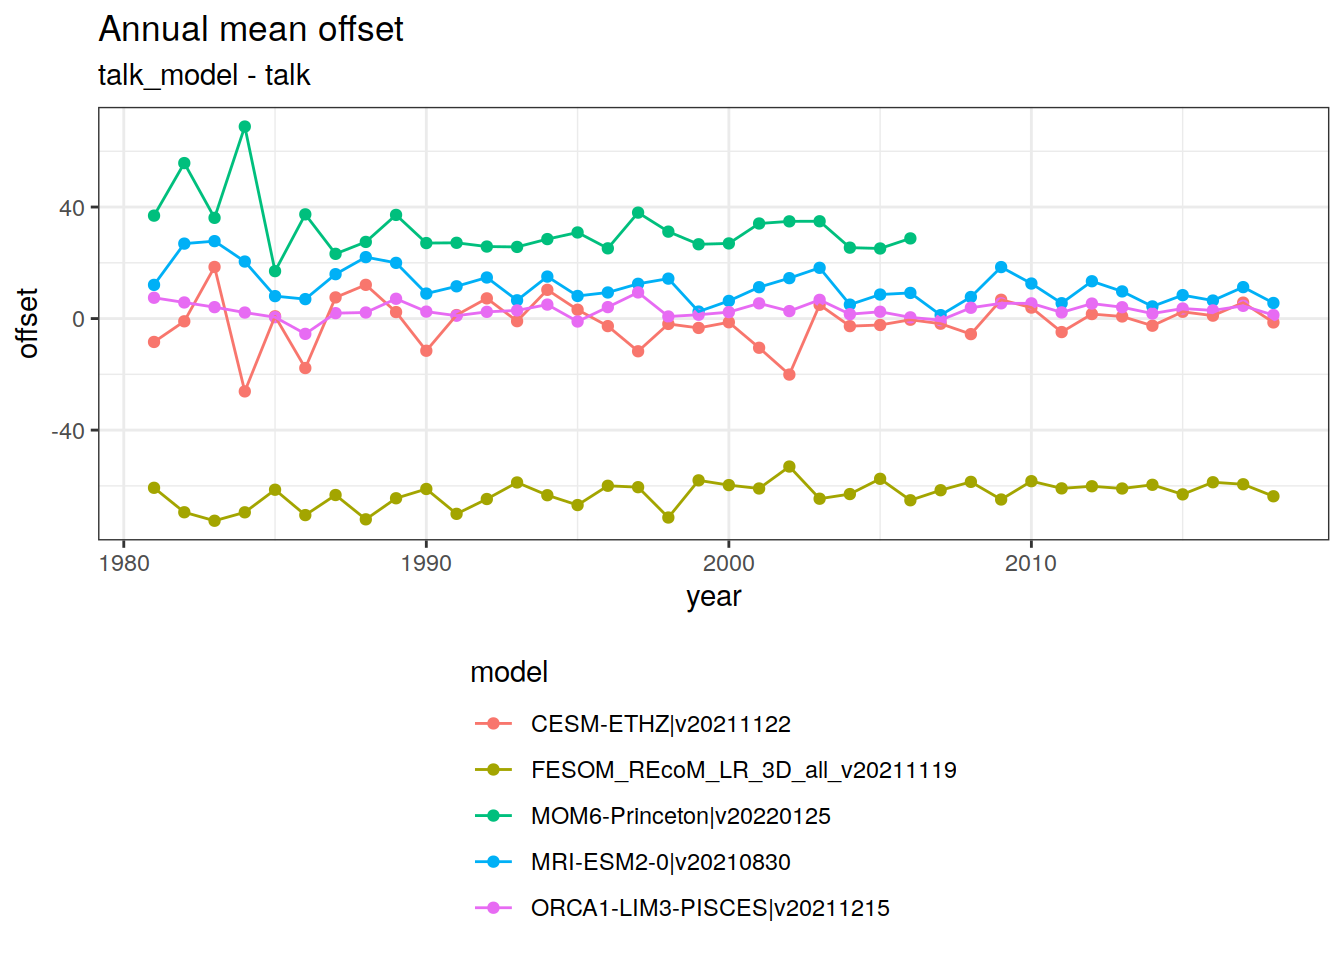 Annual mean offset
talk_model - talk
offset
40
0
-40
1980 1990 2000 2010
year
model
CESM-ETHZ|v20211122
FESOM_REcoM_LR_3D_all_v20211119
MOM6-Princeton|v20220125
MRI-ESM2-0|v20210830
ORCA1-LIM3-PISCES|v20211215